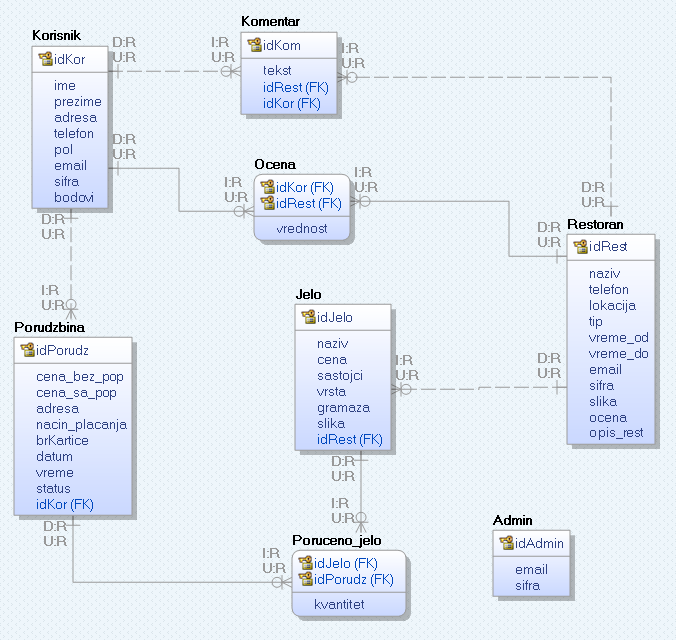 Komentar
idKom
tekst
idRest (FK)
idKor (FK)
Korisnik
idKor
ime
prezime
adresa
telefon
pol
email
sifra
bodovi
D:R
U:R
I:R
U:R
I:R
U:R
D:R
U:R
Ocena
idKor (FK)
idRest (FK)
vrednost
I:R
U:R
I:R
U:R
D:R
U:R
D:R
U:R
Restoran
idRest
naziv
telefon
lokacija
tip
vreme_od
vreme_do
email
sifra
slika
ocena
opis_rest
D:R
U:R
I:R
U:R
Porudzbina
idPorudz
cena_bez_pop
cena_sa_pop
adresa
nacin_placanja
brKartice
datum
vreme
status
idKor (FK)
Jelo
idJelo
naziv
cena
sastojci
vrsta
gramaza
slika
idRest (FK)
I:R
U:R
D:R
U:R
D:R
U:R
I:R
U:R
D:R
U:R
I:R
U:R
Poruceno_jelo
idJelo (FK)
idPorudz (FK)
kvantitet
Admin
idAdmin
email
sifra